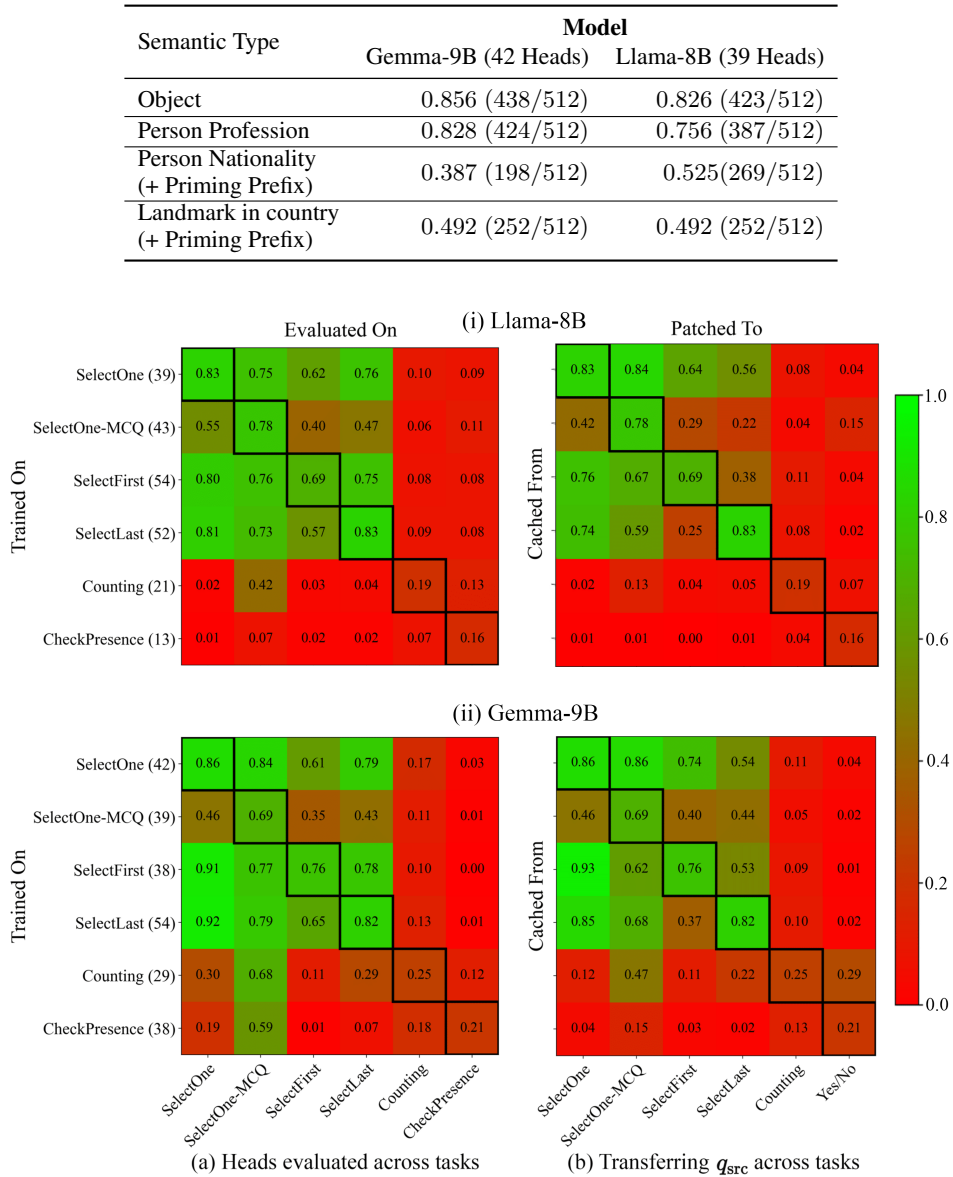 Semantic Type
Model
Gemma-9B (42 Heads) Llama-8B (39 Heads)
Object 0.856 (438/512) 0.826 (423/512)
Person Profession 0.828 (424/512) 0.756 (387/512)
Person Nationality
(+ Priming Prefix) 0.387 (198/512) 0.525(269/512)
Landmark in country
(+ Priming Prefix) 0.492 (252/512) 0.492 (252/512)
(i) Llama-8B
Evaluated On Patched To
Trained On
Cached From
SelectOne (39) 0.83 0.75 0.62 0.76 0.10 0.09 0.83 0.84 0.64 0.56 0.08 0.04
SelectOne-MCQ (43) 0.55 0.78 0.40 0.47 0.06 0.11 0.42 0.78 0.29 0.22 0.04 0.15
SelectFirst (54) 0.80 0.76 0.69 0.75 0.08 0.08 0.76 0.67 0.69 0.38 0.11 0.04
SelectLast (52) 0.81 0.73 0.57 0.83 0.09 0.08 0.74 0.59 0.25 0.83 0.08 0.02
Counting (21) 0.02 0.42 0.03 0.04 0.19 0.13 0.02 0.13 0.04 0.05 0.19 0.07
CheckPresence (13) 0.01 0.07 0.02 0.02 0.07 0.16 0.01 0.01 0.00 0.01 0.04 0.16
(ii) Gemma-9B
Trained On
Cached From
SelectOne (42) 0.86 0.84 0.61 0.79 0.17 0.03 0.86 0.86 0.74 0.54 0.11 0.04
SelectOne-MCQ (39) 0.46 0.69 0.35 0.43 0.11 0.01 0.46 0.69 0.40 0.44 0.05 0.02
SelectFirst (38) 0.91 0.77 0.76 0.78 0.10 0.00 0.93 0.62 0.76 0.53 0.09 0.01
SelectLast (54) 0.92 0.79 0.65 0.82 0.13 0.01 0.85 0.68 0.37 0.82 0.10 0.02
Counting (29) 0.30 0.68 0.11 0.29 0.25 0.12 0.12 0.47 0.11 0.22 0.25 0.29
CheckPresence (38) 0.19 0.59 0.01 0.07 0.18 0.21 0.04 0.15 0.03 0.02 0.13 0.21
SelectOne SelectOne-MCQ SelectFirst SelectLast Counting CheckPresence
SelectOne SelectOne-MCQ SelectFirst SelectLast Counting Yes/No
1.0
0.8
0.6
0.4
0.2
0.0
(a) Heads evaluated across tasks (b) Transferring q_src across tasks